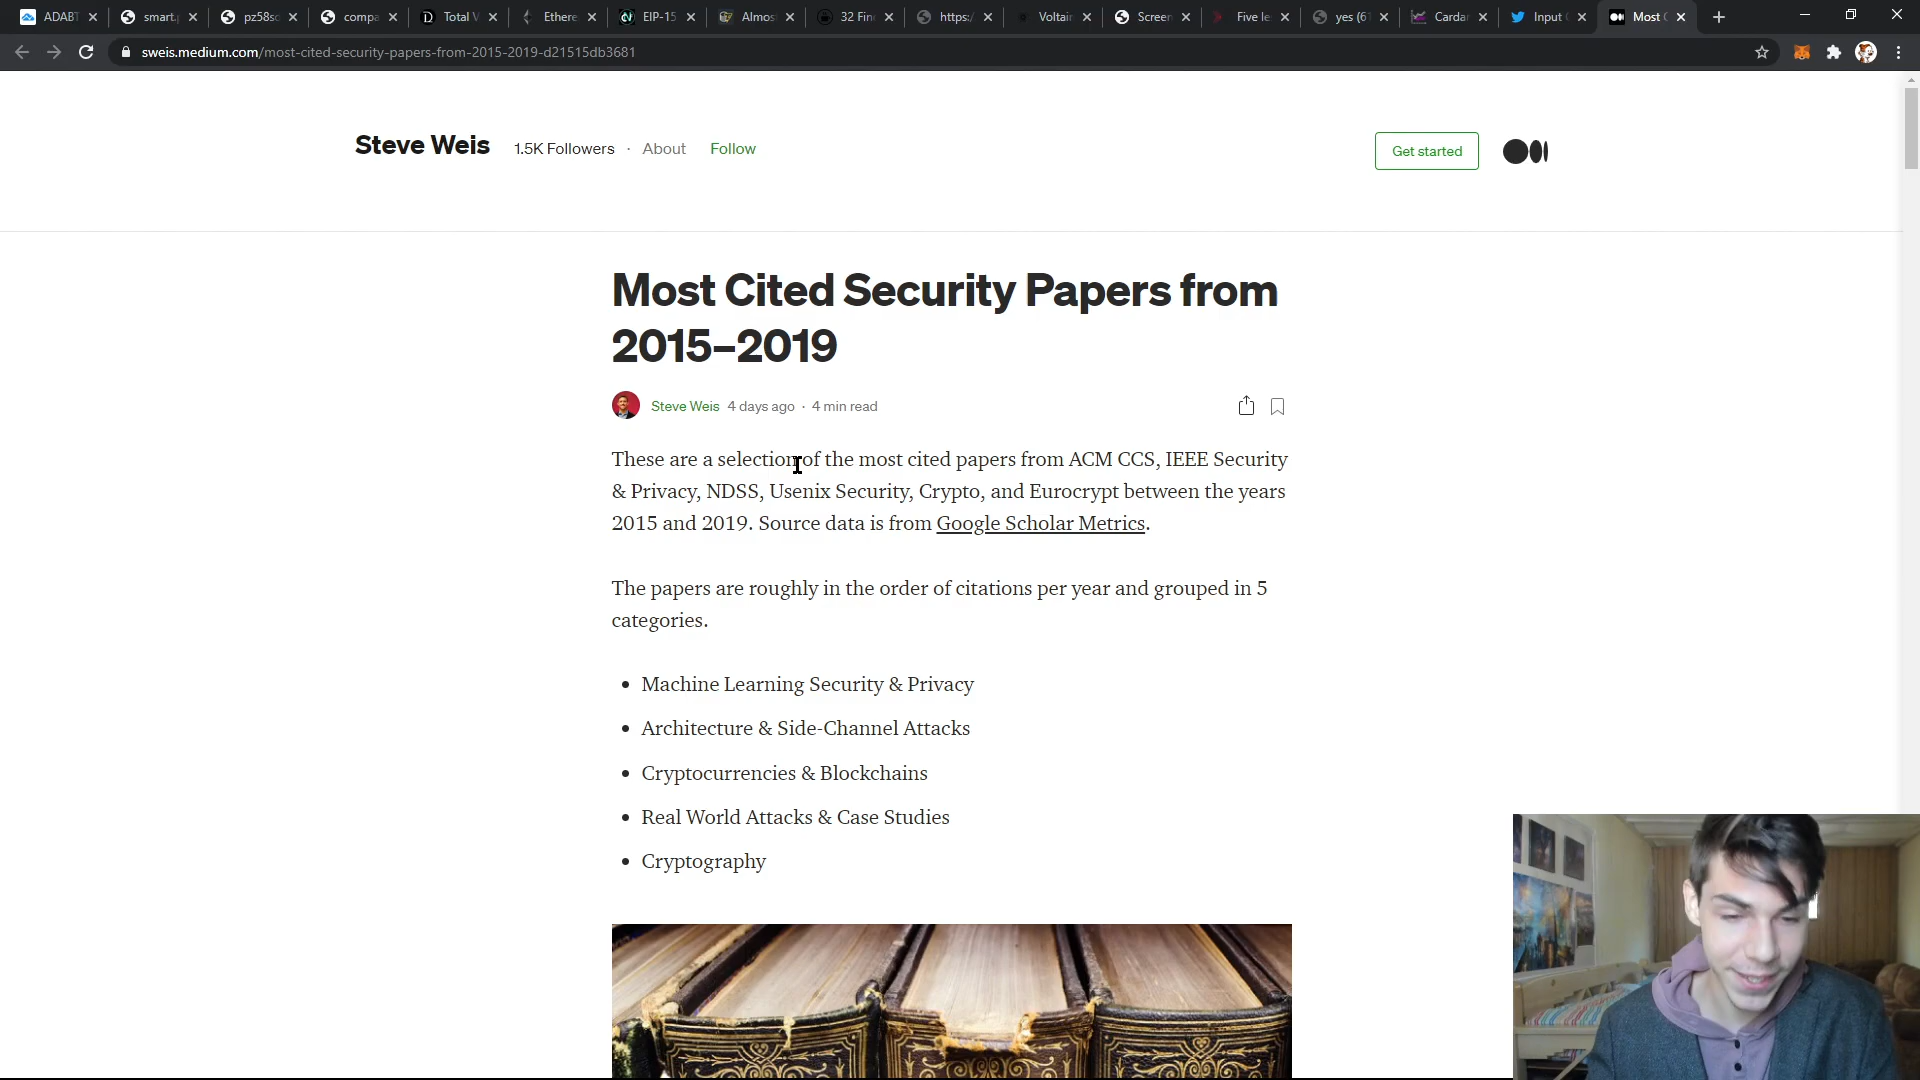 ADABT
smart.
pz58sc
compa
Total V
Ethere
EIP-15
Almos
32 Fin
https:/
Voltair
Screen
Five le
yes (61
Cardar
Input
Most
sweis.medium.com/most-cited-security-papers-from-2015-2019-d21515db3681
Steve Weis 1.5K Followers · About Follow
Get started
Most Cited Security Papers from
2015–2019
Steve Weis 4 days ago · 4 min read
These are a selection of the most cited papers from ACM CCS, IEEE Security
& Privacy, NDSS, Usenix Security, Crypto, and Eurocrypt between the years
2015 and 2019. Source data is from Google Scholar Metrics.
The papers are roughly in the order of citations per year and grouped in 5
categories.
• Machine Learning Security & Privacy
• Architecture & Side-Channel Attacks
• Cryptocurrencies & Blockchains
• Real World Attacks & Case Studies
• Cryptography